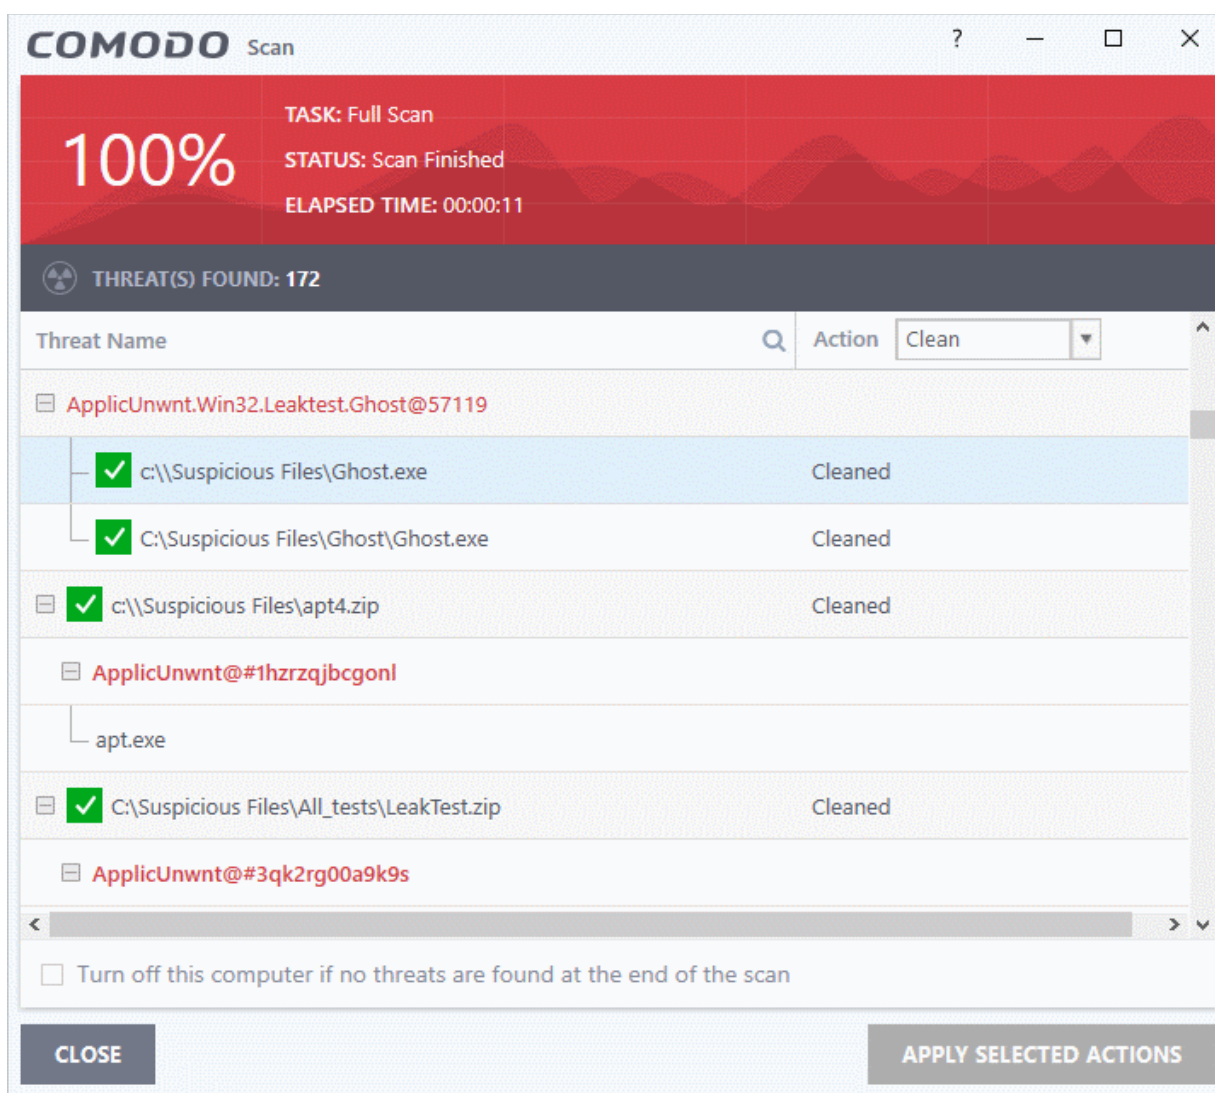 COMODO Scan ?
100%
TASK: Full Scan
STATUS: Scan Finished
ELAPSED TIME: 00:00:11
THREAT(S) FOUND: 172
Threat Name Action Clean
ApplicUnwnt.Win32.Leaktest.Ghost@57119
c:\\Suspicious Files\Ghost.exe Cleaned
C:\Suspicious Files\Ghost\Ghost.exe Cleaned
c:\\Suspicious Files\apt4.zip Cleaned
ApplicUnwnt@#1hzrzqjbcgonl
apt.exe
C:\Suspicious Files\All_tests\LeakTest.zip Cleaned
ApplicUnwnt@#3qk2rg00a9k9s
Turn off this computer if no threats are found at the end of the scan
CLOSE APPLY SELECTED ACTIONS